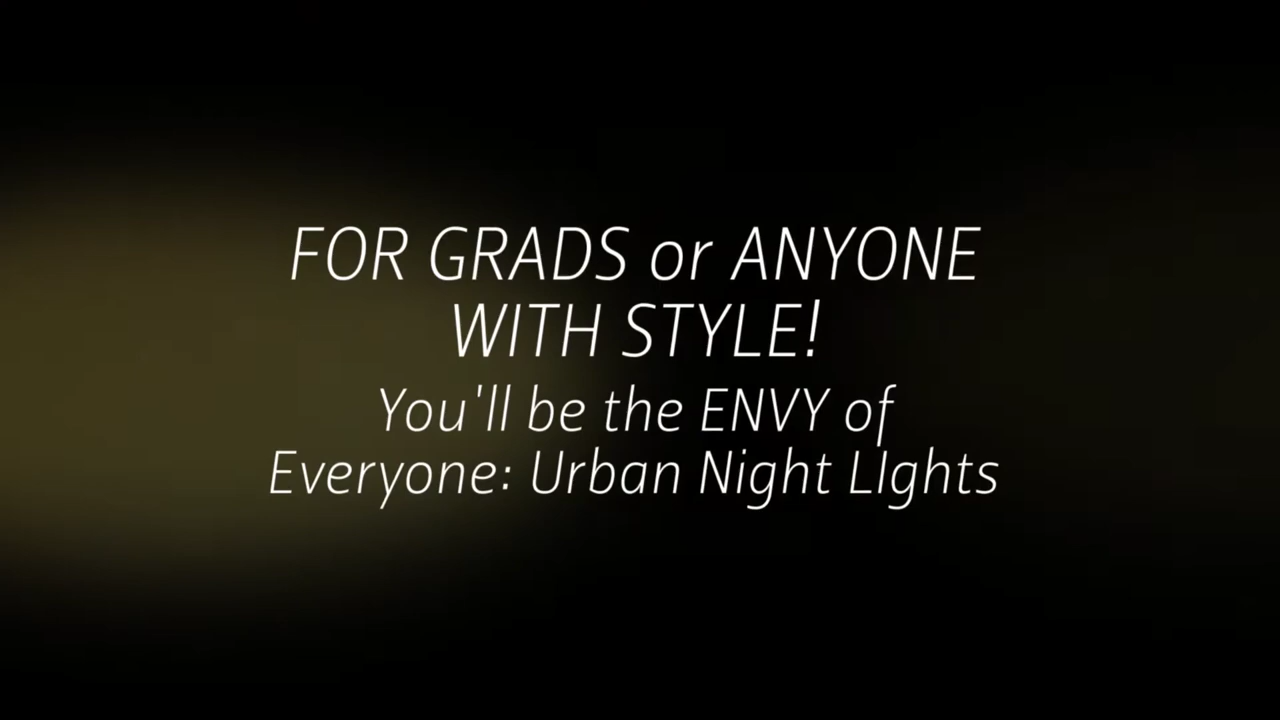 FOR GRADS or ANYONE
WITH STYLE!
You'll be the ENVY of
Everyone: Urban Night LIghts